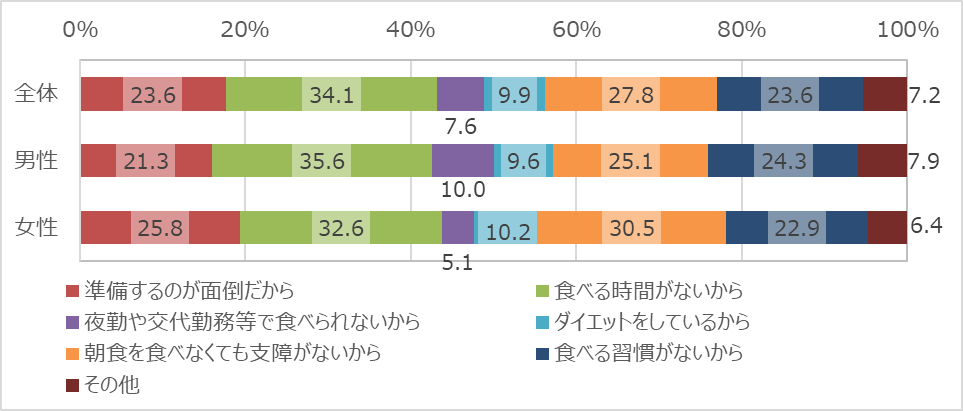 0% 20% 40% 60% 80% 100%
全体 23.6 34.1 7.6 9.9 27.8 23.6 7.2
男性 21.3 35.6 10.0 9.6 25.1 24.3 7.9
女性 25.8 32.6 5.1 10.2 30.5 22.9 6.4
準備するのが面倒だから 食べる時間がないから
夜勤や交代勤務等で食べられないから ダイエットをしているから
朝食を食べなくても支障がないから 食べる習慣がないから
その他